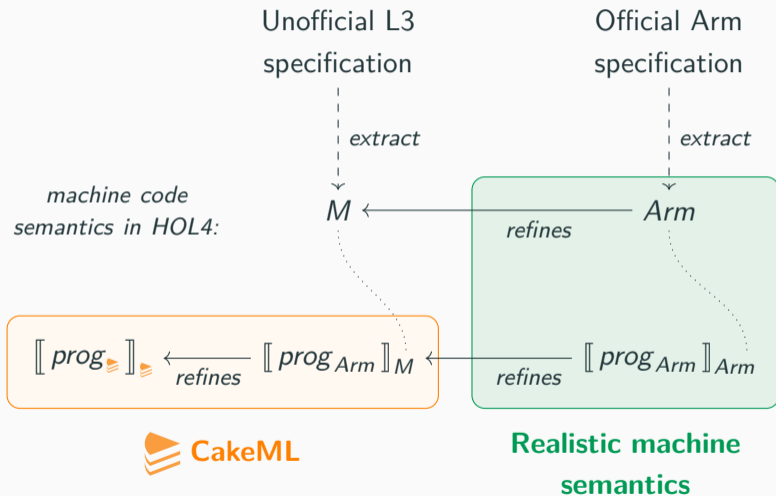 Unofficial L3 Official Arm
specification specification
extract extract
machine code
semantics in HOL4:
M Arm
refines
⟦ prog ⟧ ⟦ prog Arm ⟧ M ⟦ prog Arm ⟧ Arm
refines refines
CakeML Realistic machine
semantics